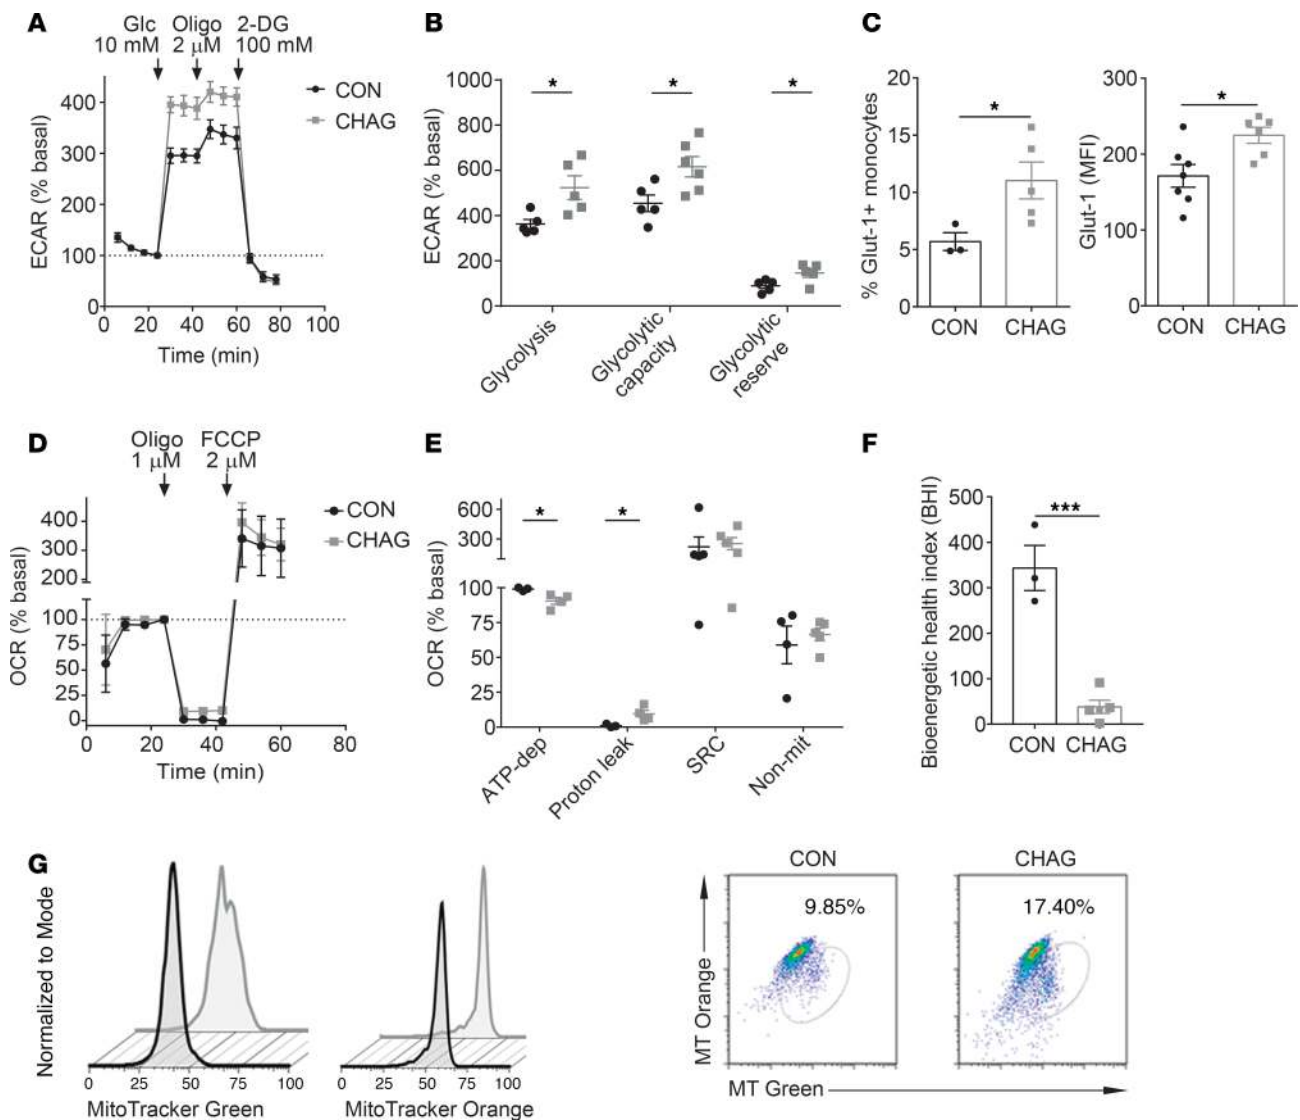 A
Glc Oligo 2-DG
10 mM 2 μM 100 mM
ECAR (% basal)
400
300
200
100
0
0 20 40 60 80 100
Time (min)
CON
CHAG
B
ECAR (% basal)
1000
800
600
400
200
0
* * *
Glycolysis
Glycolytic capacity
Glycolytic reserve
C
% Glut-1+ monocytes
20
15
10
5
0
*
CON CHAG
Glut-1 (MFI)
300
200
100
0
*
CON CHAG
D
Oligo FCCP
1 μM 2 μM
OCR (% basal)
400
300
200
100
75
50
25
0
0 20 40 60 80
Time (min)
CON
CHAG
E
OCR (% basal)
600
300
100
75
50
25
0
* *
ATP-dep
Proton leak
SRC
Non-mit
F
Bioenergetic health index (BHI)
500
400
300
200
100
0
***
CON CHAG
G
Normalized to Mode
0 25 50 75 100
MitoTracker Green
0 25 50 75 100
MitoTracker Orange
CON CHAG
9.85% 17.40%
MT Orange
MT Green